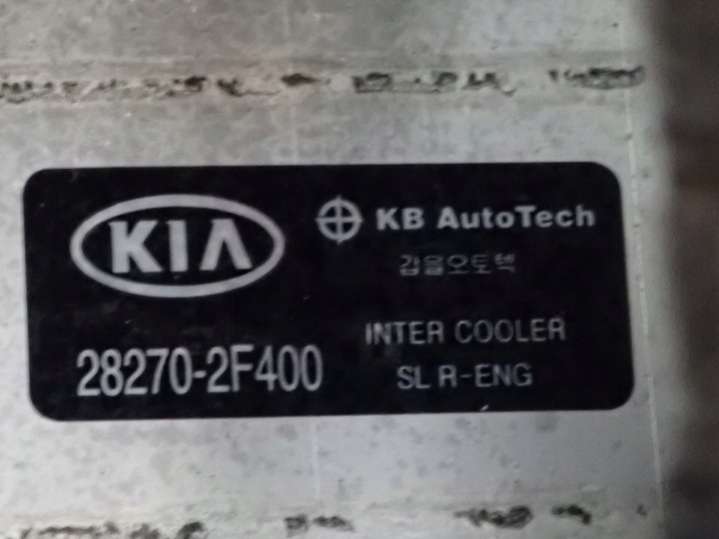 KIA
KB AutoTech
갑을오토텍
INTER COOLER
28270-2F400
SL R-ENG